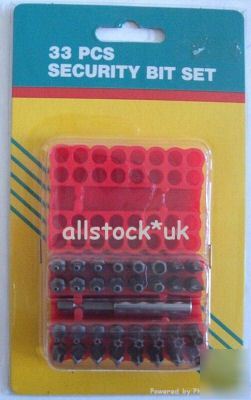 33 PCS
SECURITY BIT SET
allstock*uk